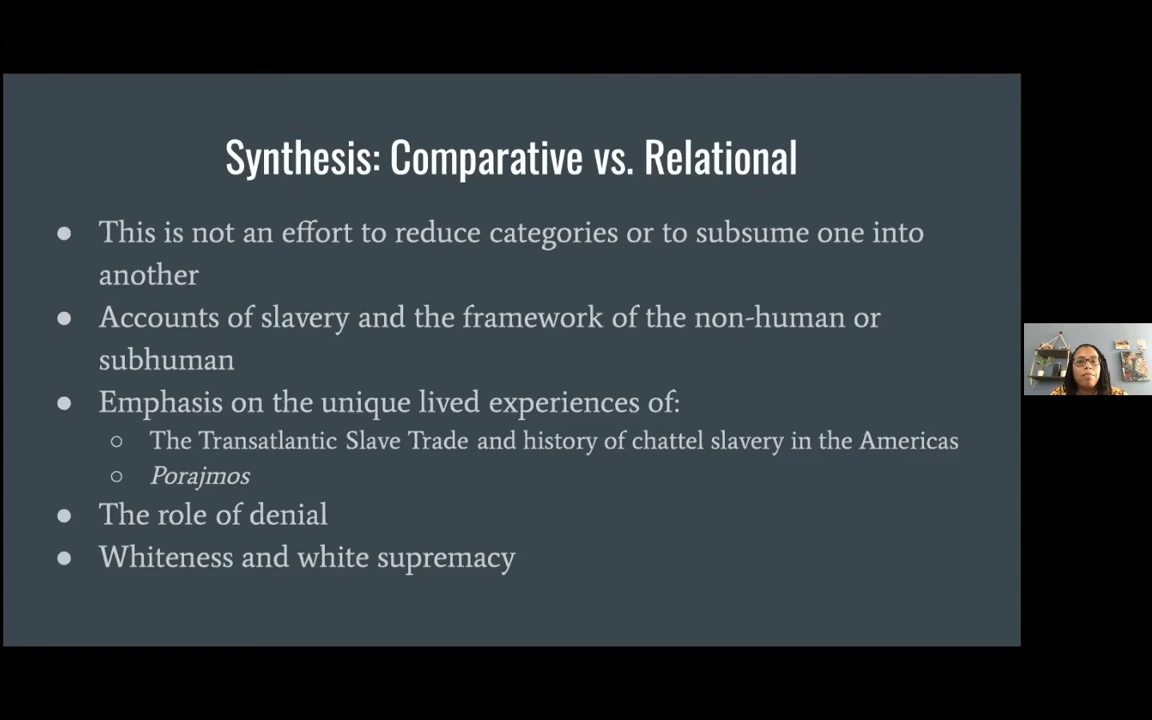 Synthesis: Comparative vs. Relational
● This is not an effort to reduce categories or to subsume one into
another
● Accounts of slavery and the framework of the non-human or
subhuman
● Emphasis on the unique lived experiences of:
○ The Transatlantic Slave Trade and history of chattel slavery in the Americas
○ Porajmos
● The role of denial
● Whiteness and white supremacy